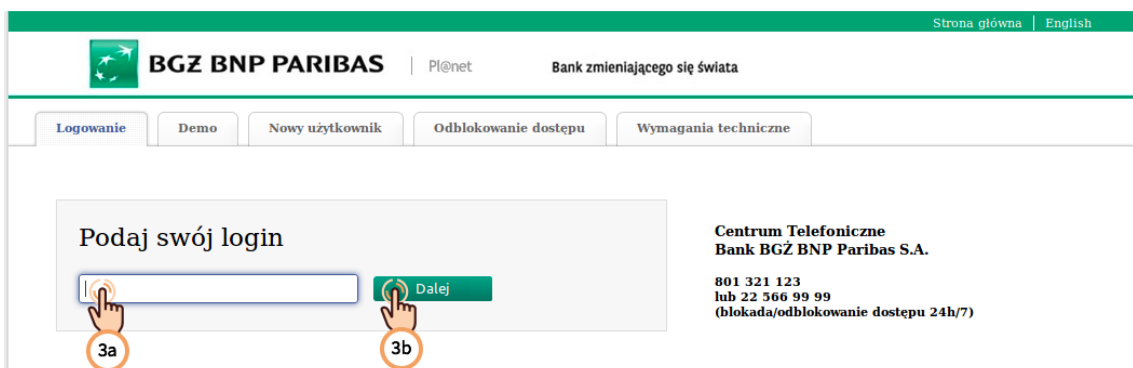 Strona główna | English
BGŻ BNP PARIBAS | Pl@net Bank zmieniającego się świata
Logowanie Demo Nowy użytkownik Odblokowanie dostępu Wymagania techniczne
Podaj swój login
Dalej
3a
3b
Centrum Telefoniczne
Bank BGŻ BNP Paribas S.A.
801 321 123
lub 22 566 99 99
(blokada/odblokowanie dostępu 24h/7)